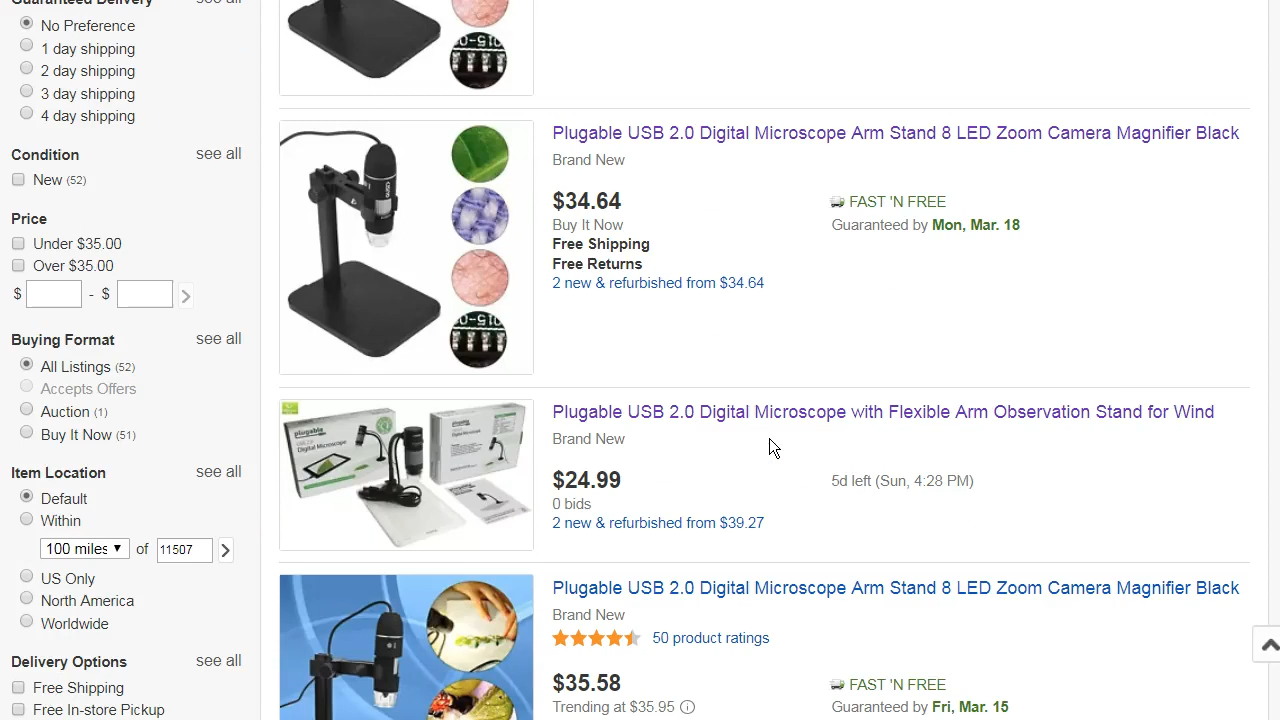 Guaranteed Delivery
see all
No Preference
1 day shipping
2 day shipping
3 day shipping
4 day shipping
Condition
see all
New (52)
Price
Under $35.00
Over $35.00
$ - $
Buying Format
see all
All Listings (52)
Accepts Offers
Auction (1)
Buy It Now (51)
Item Location
see all
Default
Within
100 miles of 11507
US Only
North America
Worldwide
Delivery Options
see all
Free Shipping
Free In-store Pickup
Plugable USB 2.0 Digital Microscope Arm Stand 8 LED Zoom Camera Magnifier Black
Brand New
$34.64
Buy It Now
Free Shipping
Free Returns
2 new & refurbished from $34.64
FAST 'N FREE
Guaranteed by Mon, Mar. 18
Plugable USB 2.0 Digital Microscope with Flexible Arm Observation Stand for Wind
Brand New
$24.99
0 bids
2 new & refurbished from $39.27
5d left (Sun, 4:28 PM)
plugable
Digital Microscope
Plugable USB 2.0 Digital Microscope Arm Stand 8 LED Zoom Camera Magnifier Black
Brand New
50 product ratings
$35.58
Trending at $35.95
FAST 'N FREE
Guaranteed by Fri, Mar. 15